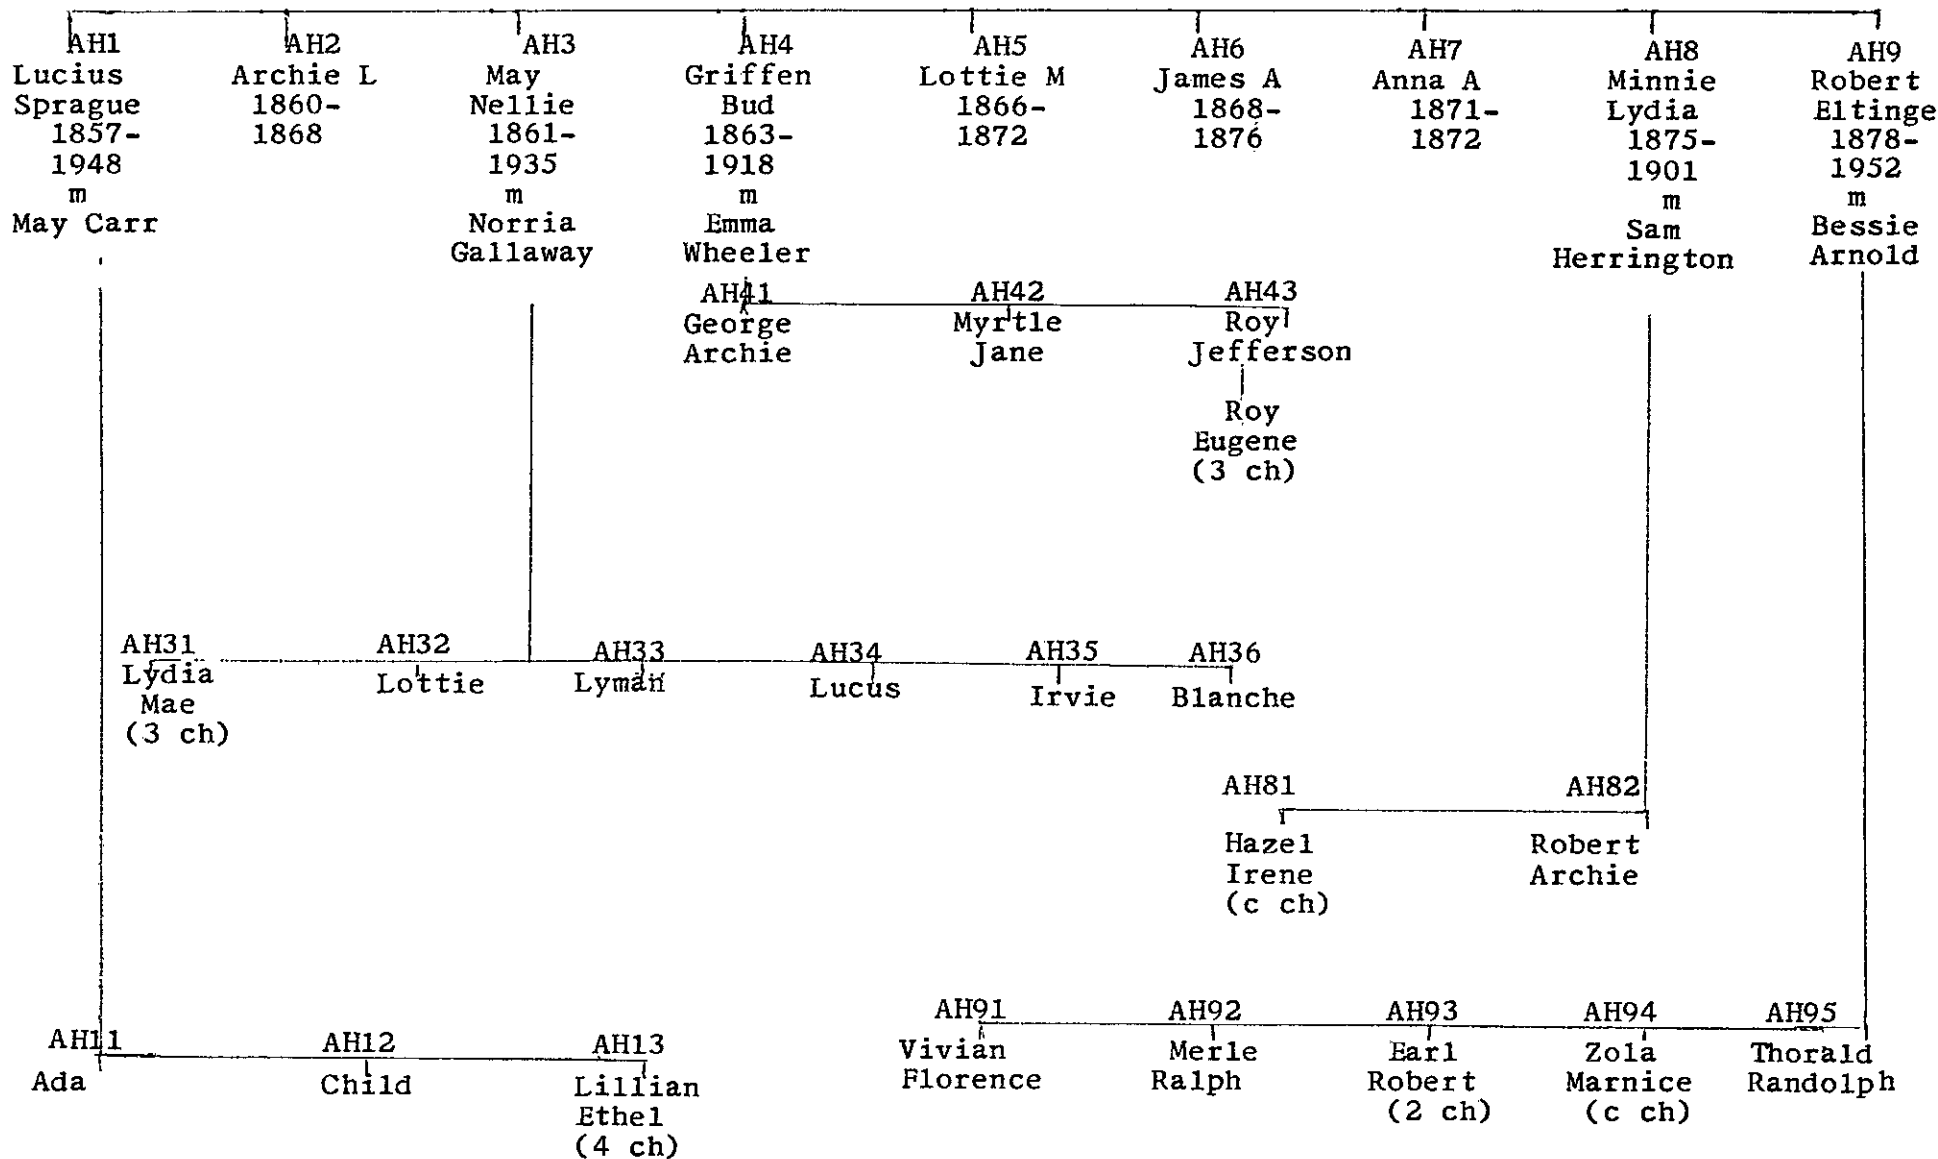 AH1 AH2 AH3 AH4 AH5 AH6 AH7 AH8 AH9
Lucius Archie L May Griffen Lottie M James A Anna A Minnie Robert
Sprague 1860- Nellie Bud 1866- 1868- 1871- Lydia Eltinge
1857- 1868 1861- 1863- 1872 1876 1872 1875- 1878-
1948 1935 1918 1901 1952
m m m m m
May Carr Norria Emma Sam Bessie
Gallaway Wheeler Herrington Arnold
AH41 AH42 AH43
George Myrtle Roy
Archie Jane Jefferson
Roy
Eugene
(3 ch)
AH31 AH32 AH33 AH34 AH35 AH36
Lydia Lottie Lyman Lucus Irvie Blanche
Mae
(3 ch)
AH81 AH82
Hazel Robert
Irene Archie
(c ch)
AH91 AH92 AH93 AH94 AH95
Vivian Merle Earl Zola Thorald
Florence Ralph Robert Marnice Randolph
(2 ch) (c ch)
AH11 AH12 AH13
Ada Child Lillian
Ethel
(4 ch)